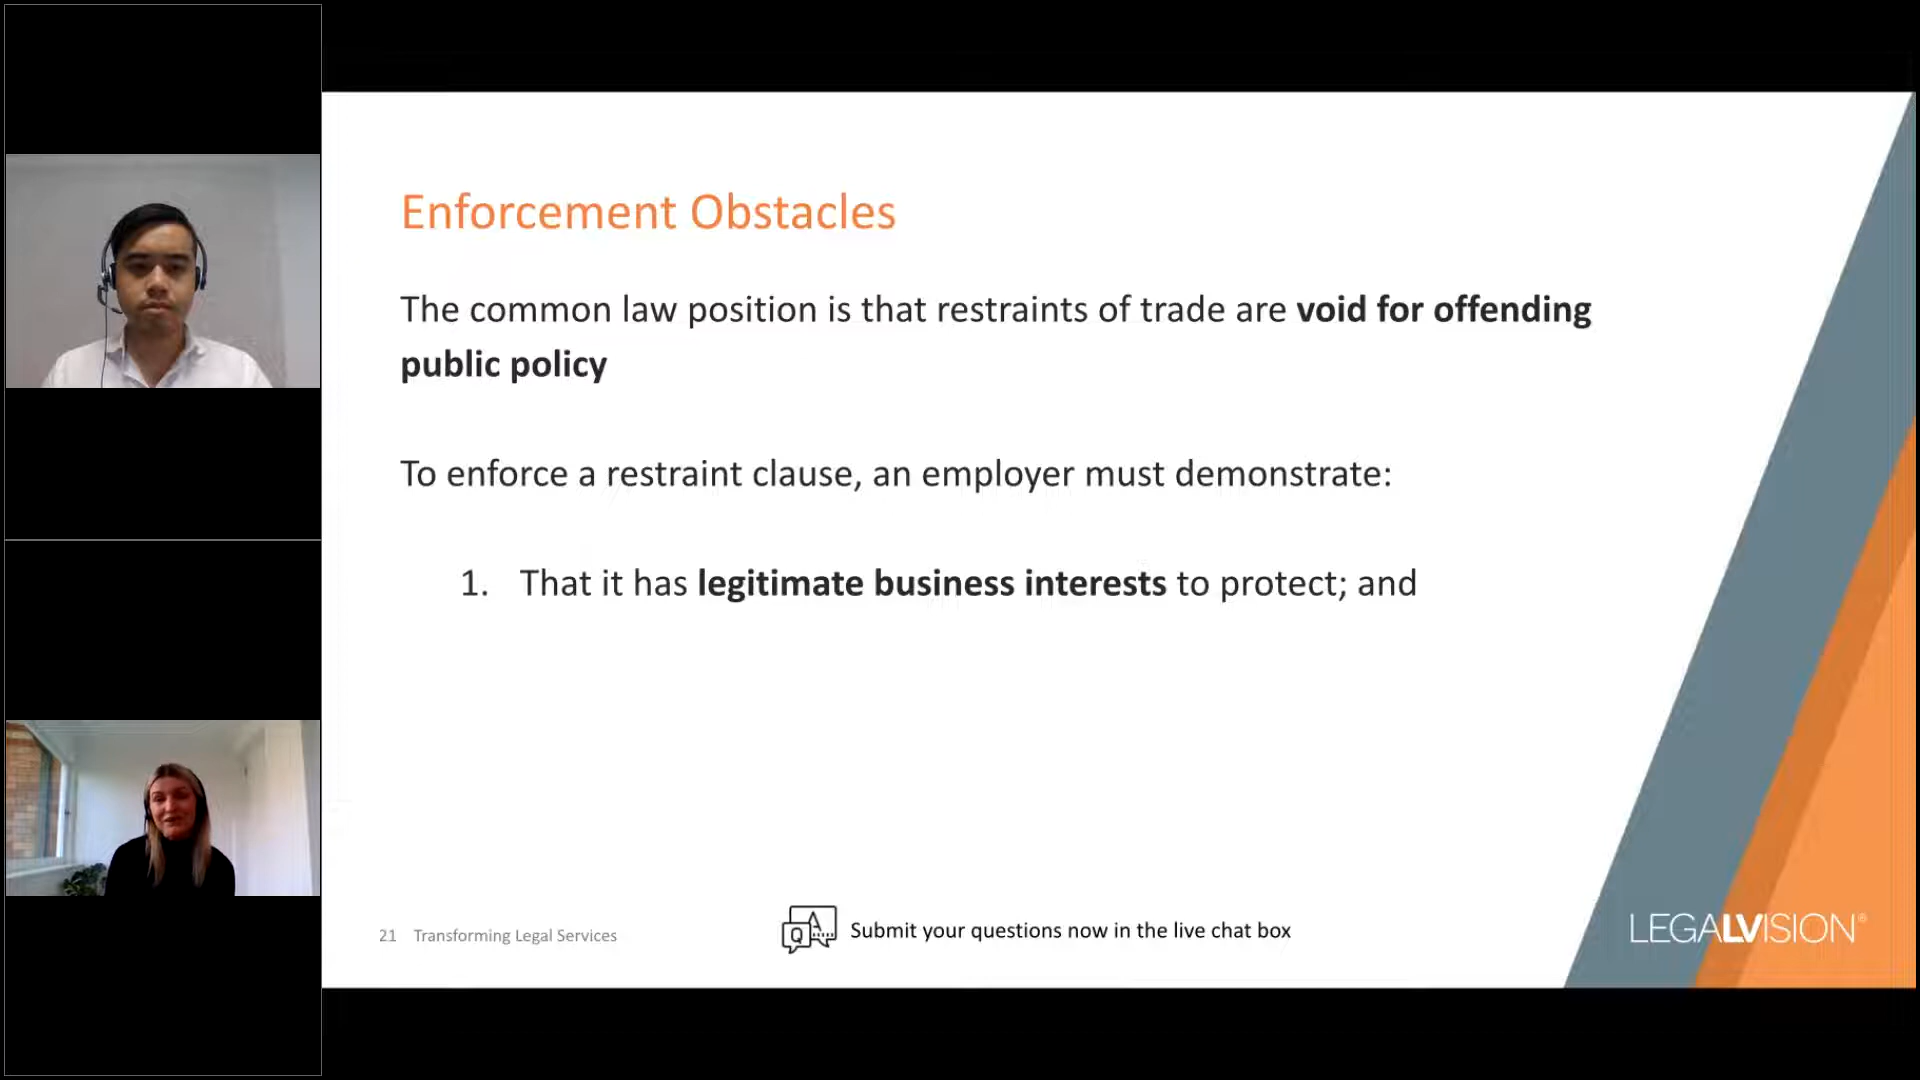 Enforcement Obstacles
The common law position is that restraints of trade are void for offending
public policy
To enforce a restraint clause, an employer must demonstrate:
1. That it has legitimate business interests to protect; and
21 Transforming Legal Services
Q A
Submit your questions now in the live chat box
LEGALVISION®